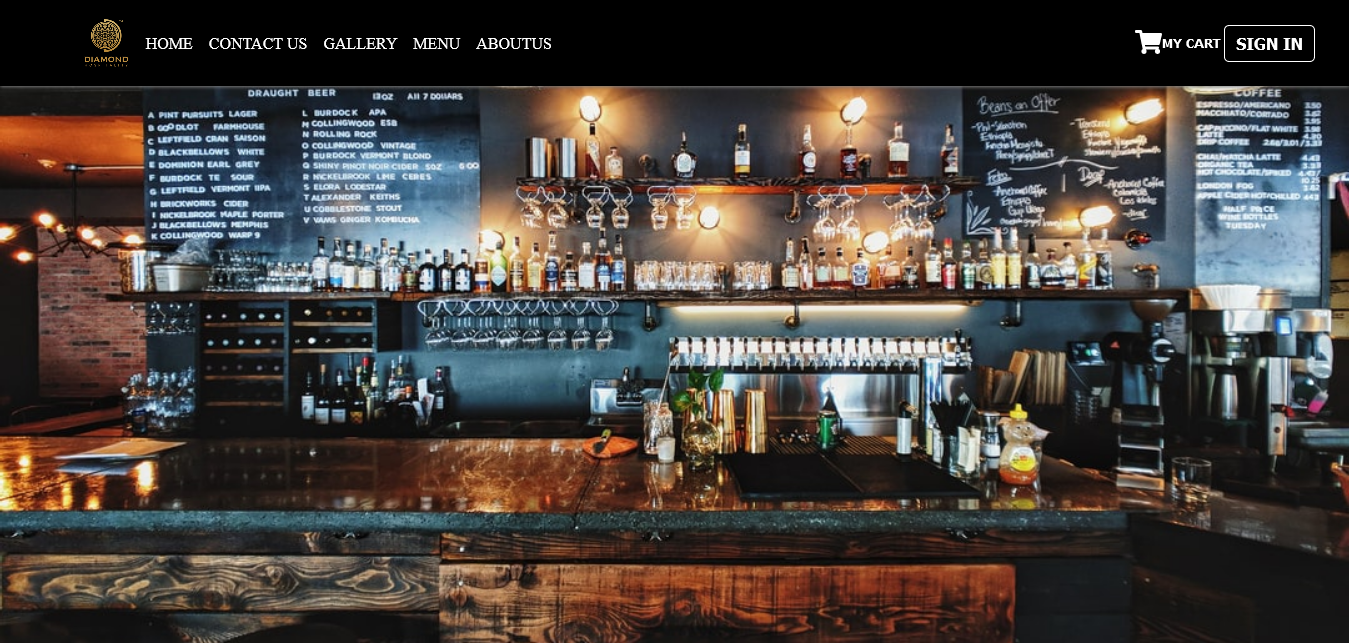 DIAMOND
HOME CONTACT US GALLERY MENU ABOUTUS
MY CART SIGN IN
DRAUGHT BEER
13OZ All 7 DOLLARS
A PINT PURSUITS LAGER
FARMHOUSE
C LEFTFIELD CRAN SAISON
D BLACKBELLOWS WHITE
E DOMINION EARL GREY
F BURDOCK TE SOUR
G LEFTFIELD VERMONT IIPA
H BRICKWORKS CIDER
I NICKELBROOK MAPLE PORTER
J BLACKBELLOWS MEMPHIS
K COLLINGWOOD WARP 9
L BURDOCK APA
M COLLINGWOOD ESB
N ROLLING ROCK
O COLLINGWOOD VINTAGE
P BURDOCK VERMONT BLOND
Q SHINY PINOT NOIR CIDER 5OZ 6 00
R NICKELBROOK LIME CERES
S ELORA LODESTAR
T ALEXANDER KEITHS
U COBBLESTONE STOUT
V VAMS GINGER KOMBUCHA
Beans on Offer
Drip
COFFEE
ESPRESSO/AMERICANO 3.50
MACCHIATO/CORTADO
CAPPUCCINO/FLAT WHITE
LATTE
DRIP COFFEE
CHAI/MATCHA LATTE
ORGANIC TEA
HOT CHOCOLATE/SPIKED
LONDON FOG
APPLE CIDER HOT/CHILLED
HALF PRICE
WINE BOTTLES
TUESDAY